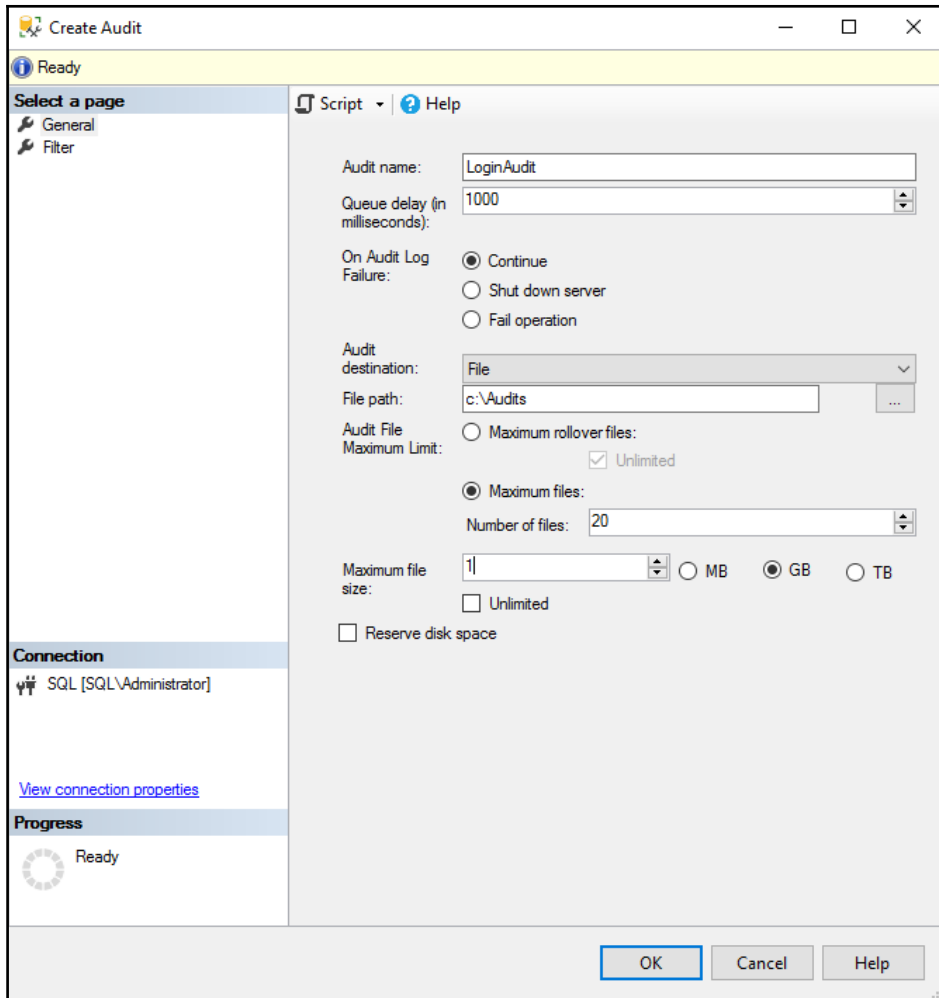 Create Audit
Ready
Select a page
General
Filter
Script
Help
Audit name:
LoginAudit
Queue delay (in
milliseconds):
1000
On Audit Log
Failure:
Continue
Shut down server
Fail operation
Audit
destination:
File
File path:
c:\Audits
...
Audit File
Maximum Limit:
Maximum rollover files:
Unlimited
Maximum files:
Number of files:
20
Maximum file
size:
1
MB
GB
TB
Unlimited
Reserve disk space
Connection
SQL [SQL\Administrator]
View connection properties
Progress
Ready
OK
Cancel
Help